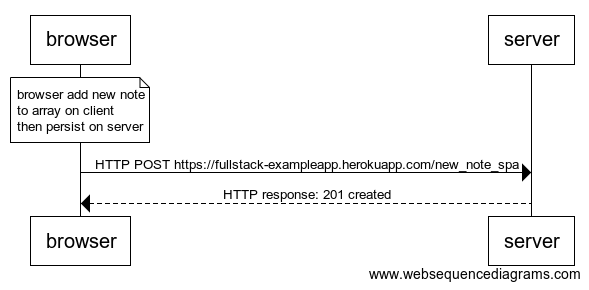 browser
server
browser add new note
to array on client
then persist on server
HTTP POST https://fullstack-exampleapp.herokuapp.com/new_note_spa
HTTP response: 201 created
browser
server
www.websequencediagrams.com